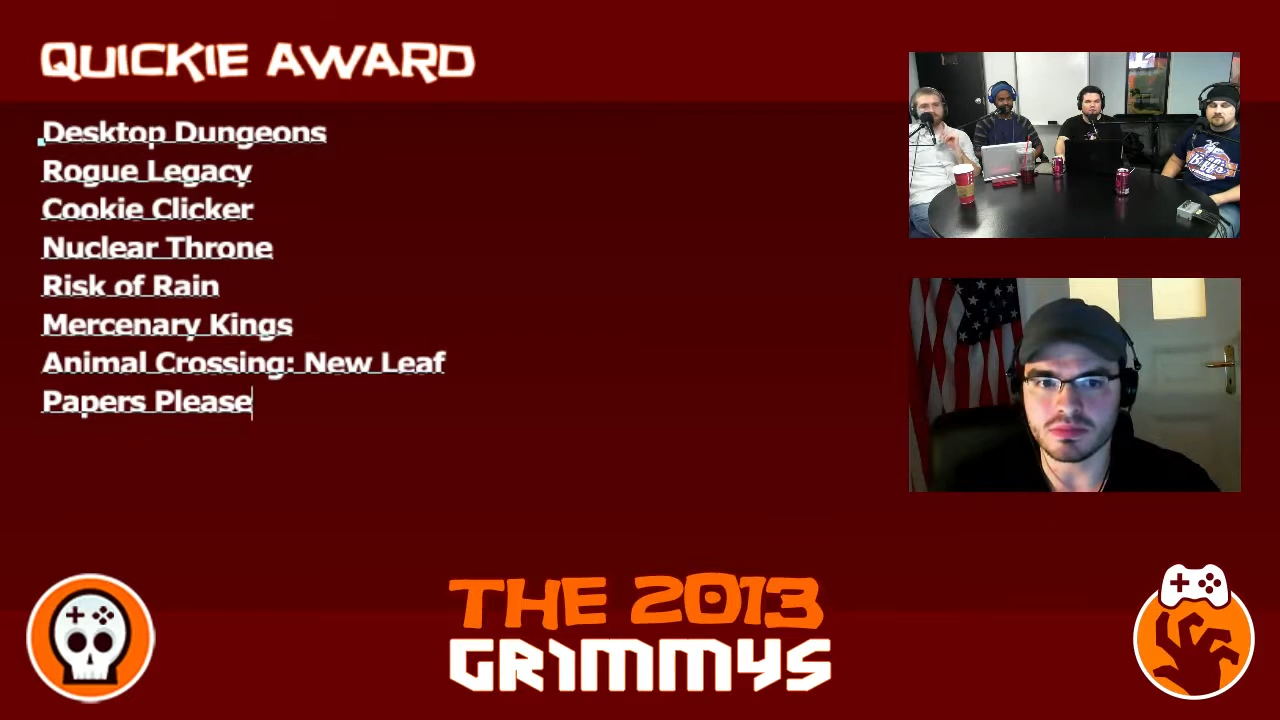 QUICKIE AWARD
Desktop Dungeons
Rogue Legacy
Cookie Clicker
Nuclear Throne
Risk of Rain
Mercenary Kings
Animal Crossing: New Leaf
Papers Please
THE 2013
GR1MM4S